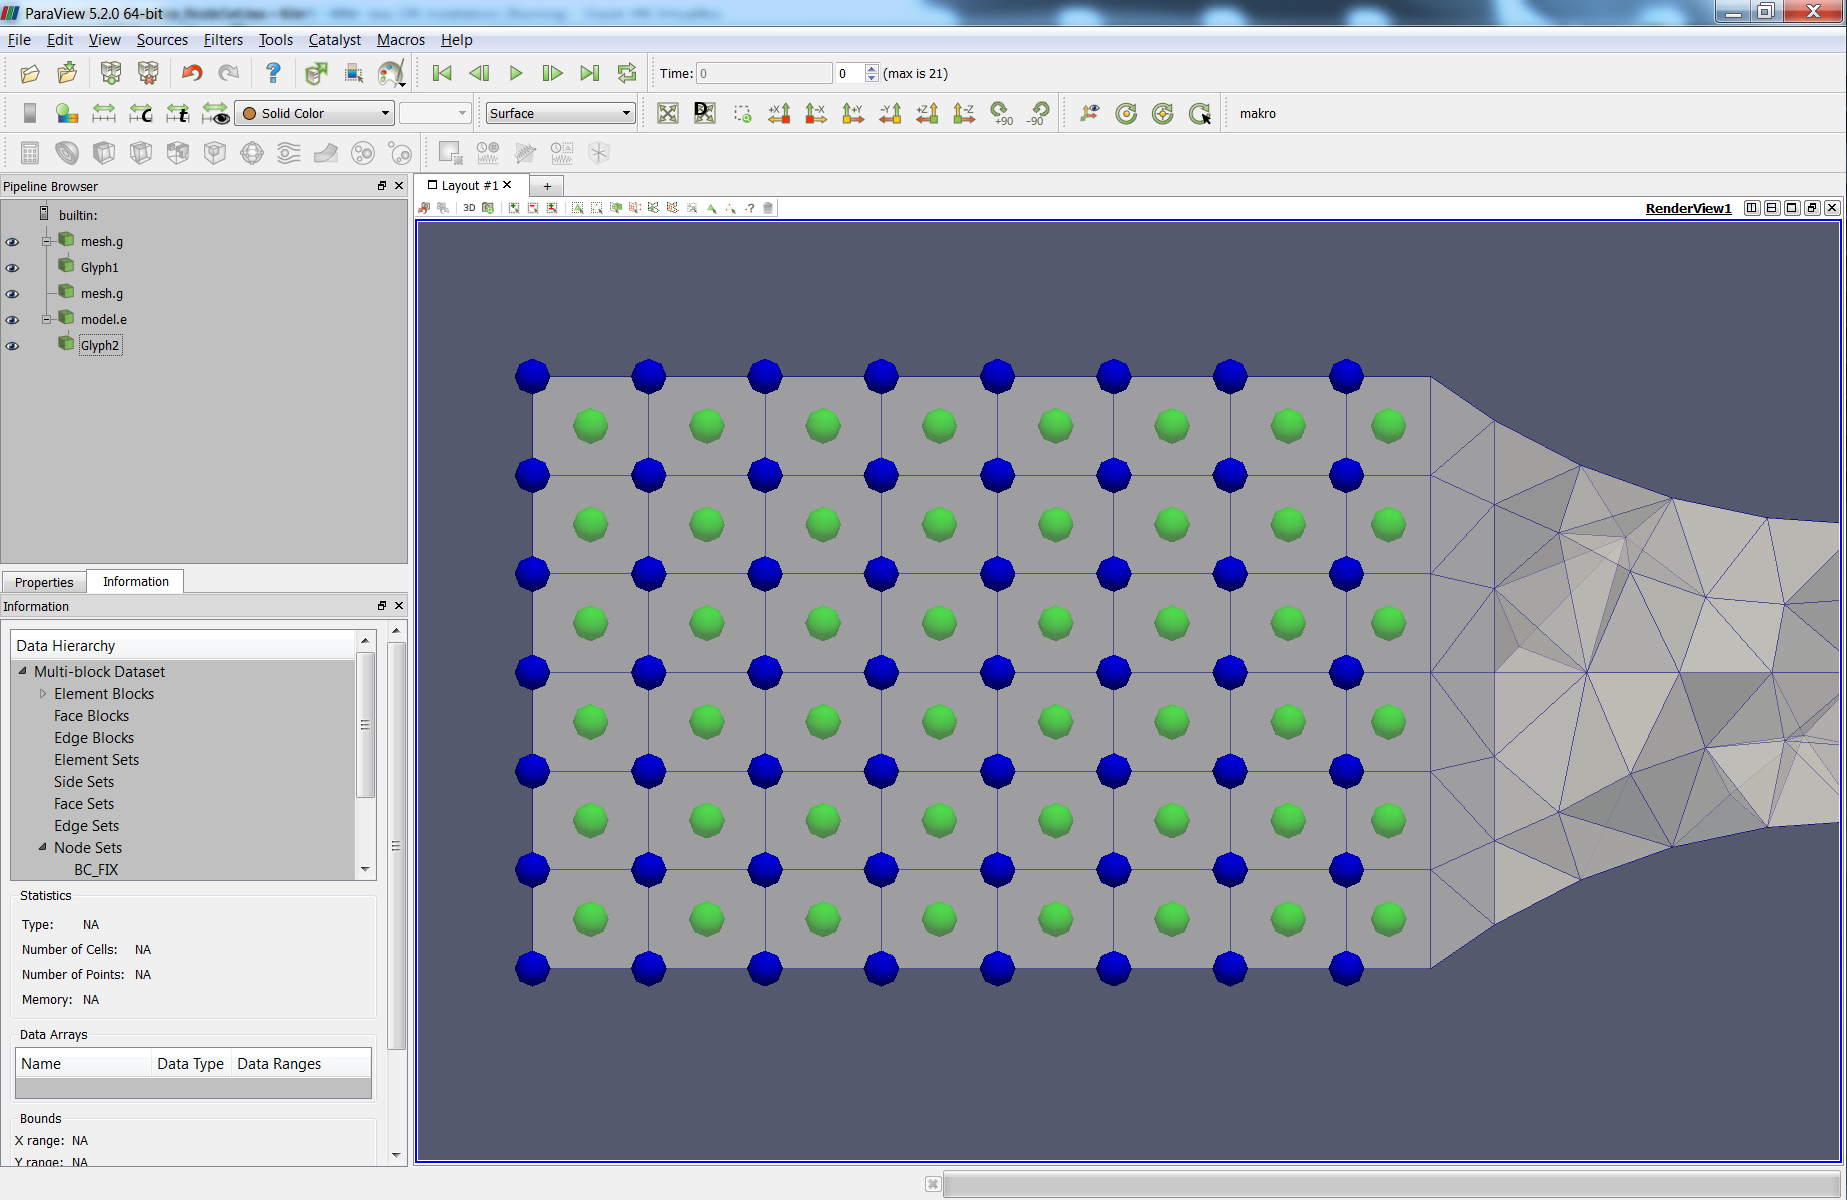 ParaView 5.2.0 64-bit
File Edit View Sources Filters Tools Catalyst Macros Help
Time: 0 0 (max is 21)
C t Solid Color Surface D +X -X +Y -Y +Z -Z +90 -90 makro
Pipeline Browser
Layout #1 +
3D ?
RenderView1
builtin:
mesh.g
Glyph1
mesh.g
model.e
Glyph2
Properties Information
Information
Data Hierarchy
Multi-block Dataset
Element Blocks
Face Blocks
Edge Blocks
Element Sets
Side Sets
Face Sets
Edge Sets
Node Sets
BC_FIX
Statistics
Type: NA
Number of Cells: NA
Number of Points: NA
Memory: NA
Data Arrays
Name Data Type Data Ranges
Bounds
X range: NA
Y range: NA